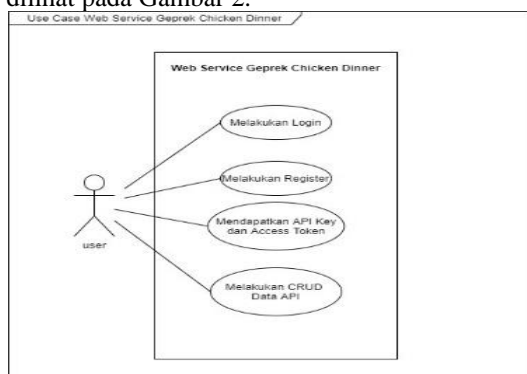 dilihat pada Gambar 2.
Use Case Web Service Geprek Chicken Dinner
Web Service Geprek Chicken Dinner
Melakukan Login
Melakukan Register
Mendapatkan API Key
dan Access Token
Melakukan CRUD
Data API
user